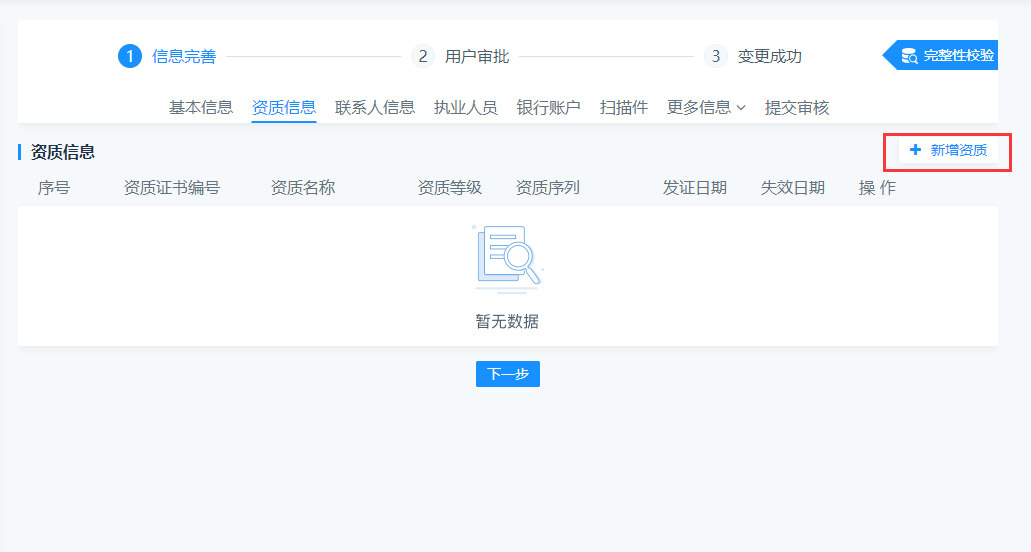 1 信息完善 2 用户审批 3 变更成功 完整性校验
基本信息 资质信息 联系人信息 执业人员 银行账户 扫描件 更多信息 提交审核
资质信息 + 新增资质
序号 资质证书编号 资质名称 资质等级 资质序列 发证日期 失效日期 操 作
暂无数据
下一步